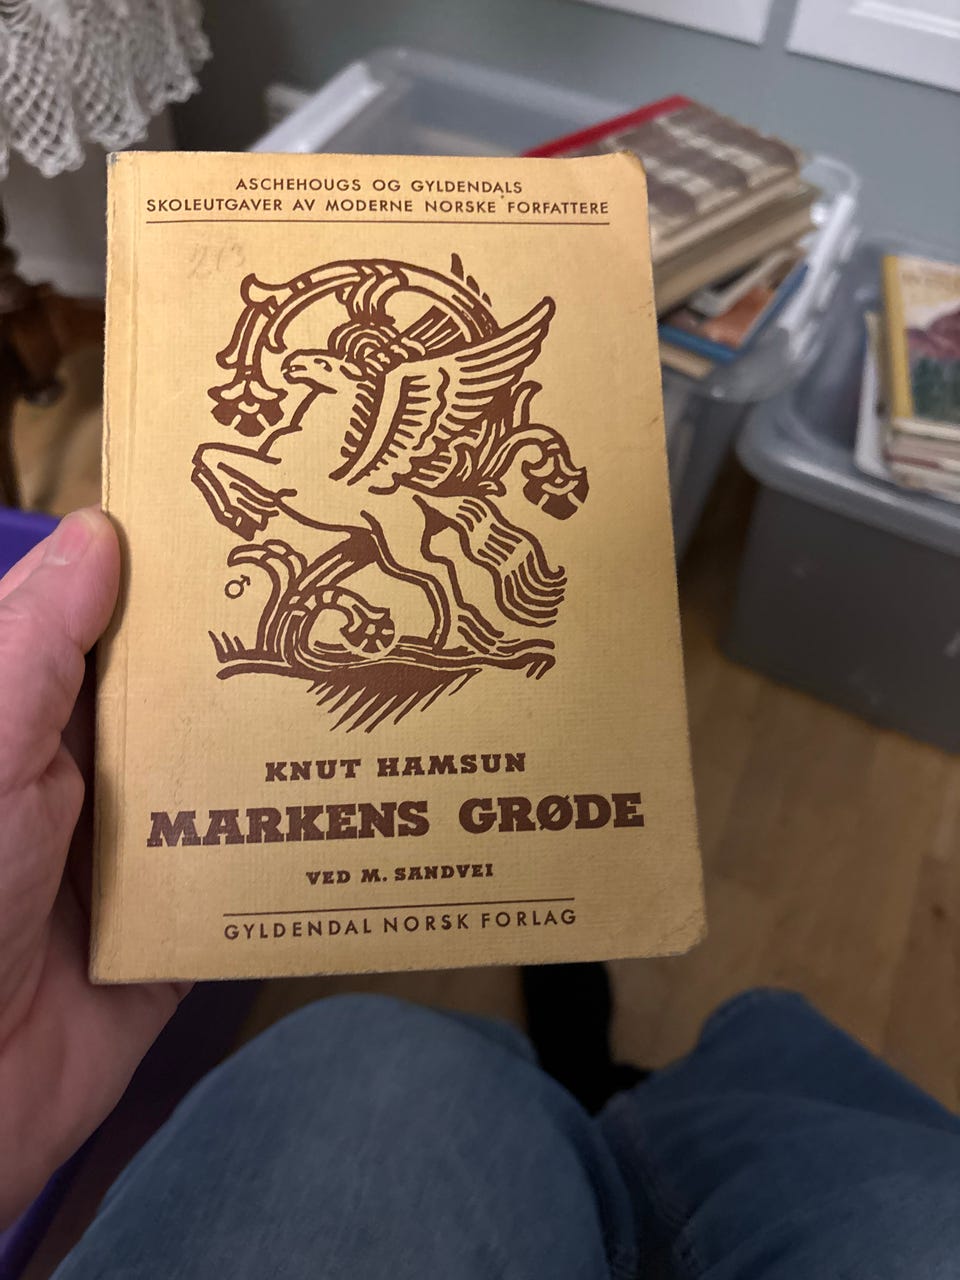 ASCHEHOUGS OG GYLDENDALS
SKOLEUTGAVER AV MODERNE NORSKE FORFATTERE
KNUT HAMSUN
MARKENS GRØDE
VED M. SANDVEI
GYLDENDAL NORSK FORLAG